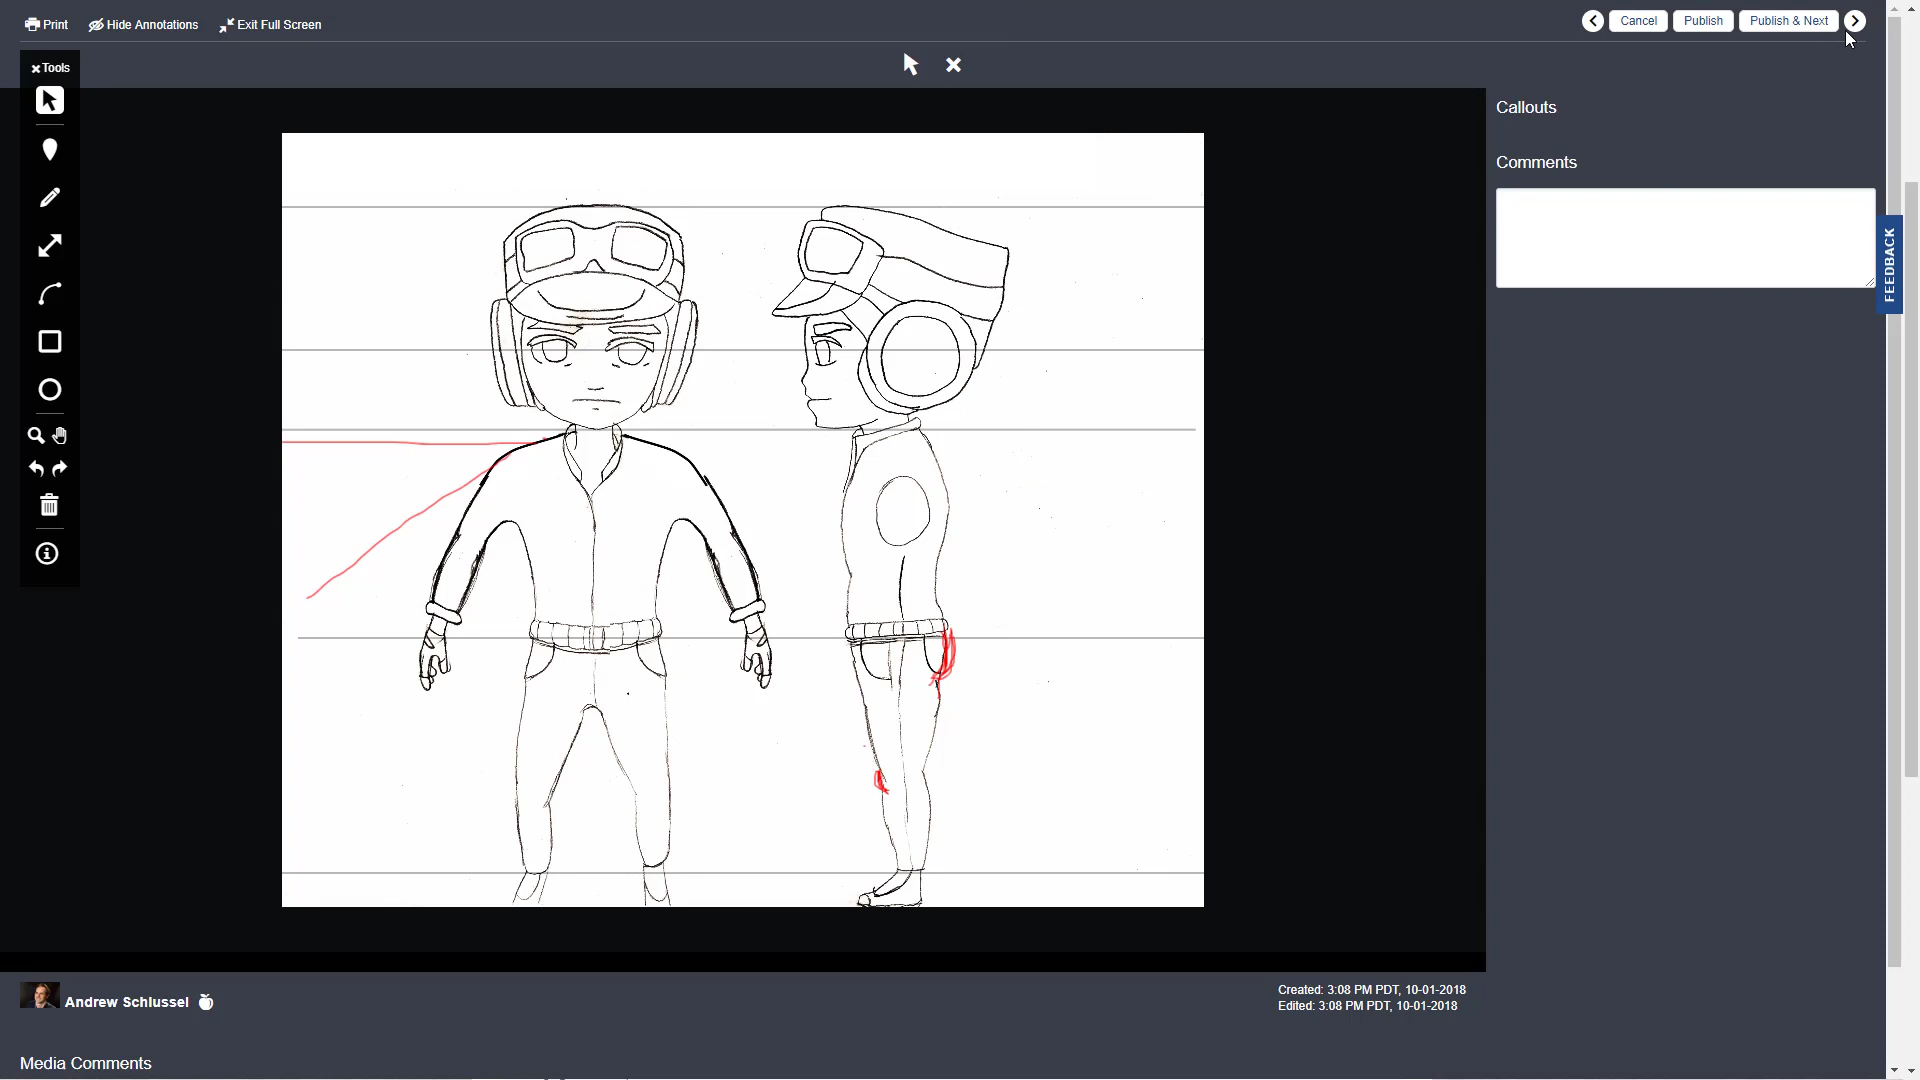 Print
Hide Annotations
Exit Full Screen
Cancel
Publish
Publish & Next
Tools
Callouts
Comments
FEEDBACK
Andrew Schlussel
Created: 3:08 PM PDT, 10-01-2018
Edited: 3:08 PM PDT, 10-01-2018
Media Comments